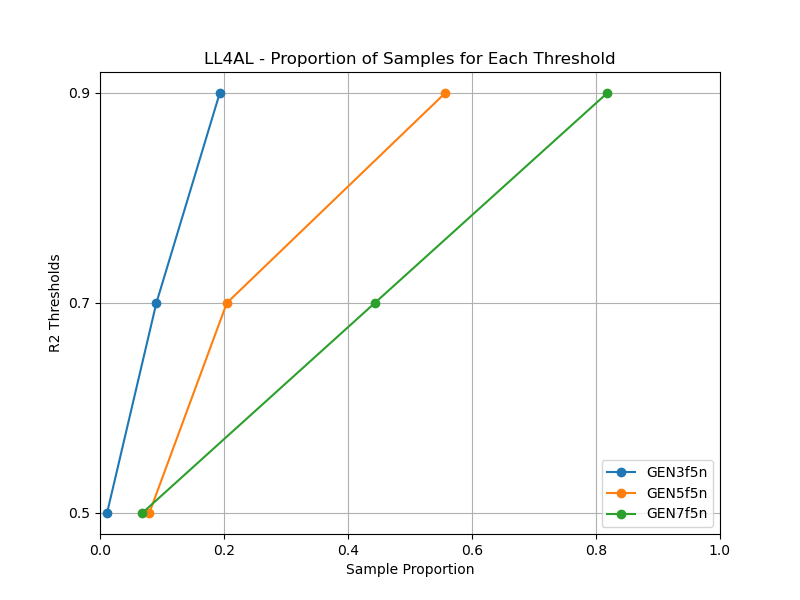 LL4AL - Proportion of Samples for Each Threshold
R2 Thresholds
0.9
0.7
0.5
0.0 0.2 0.4 0.6 0.8 1.0
Sample Proportion
GEN3f5n
GEN5f5n
GEN7f5n